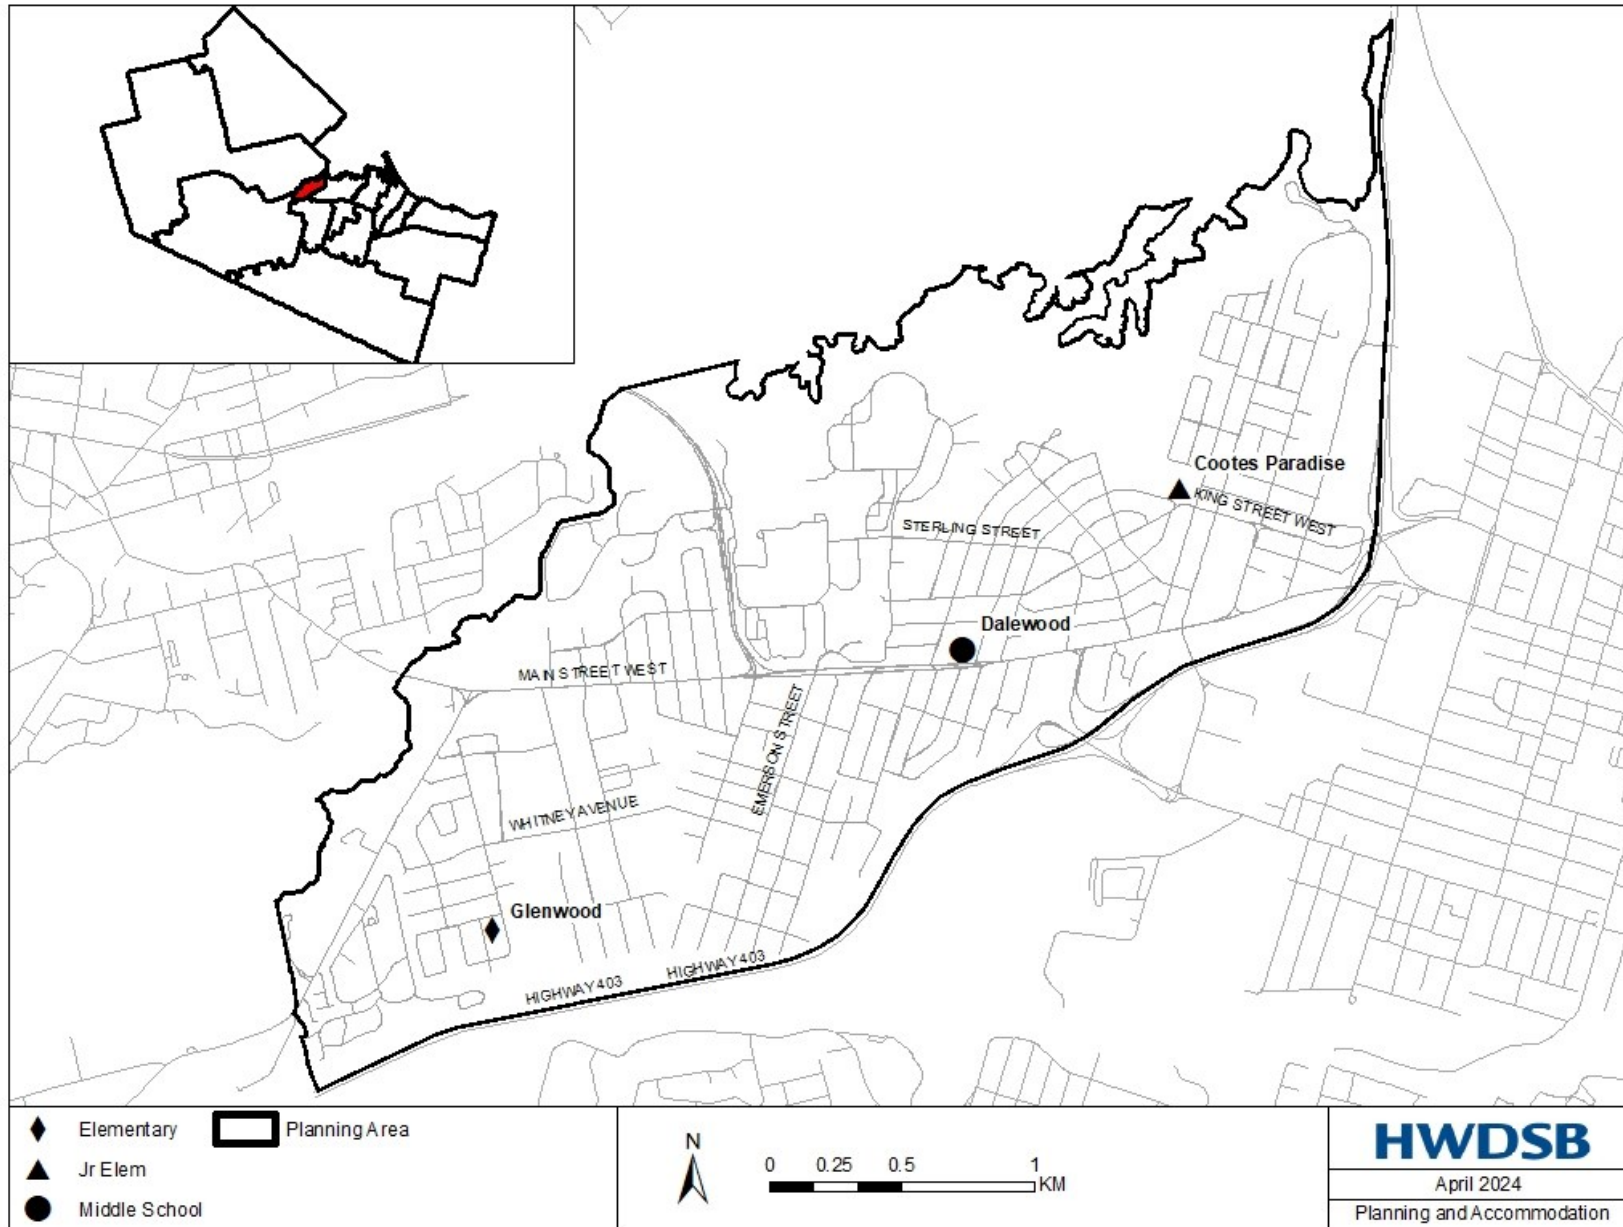 Cootes Paradise
KING STREET WEST
STERLING STREET
Dalewood
MAIN STREET WEST
EMERSON STREET
WHITNEY AVENUE
Glenwood
HIGHWAY 403
HIGHWAY 403
Elementary
Planning Area
Jr Elem
Middle School
N
0 0.25 0.5 1
KM
HWDSB
April 2024
Planning and Accommodation